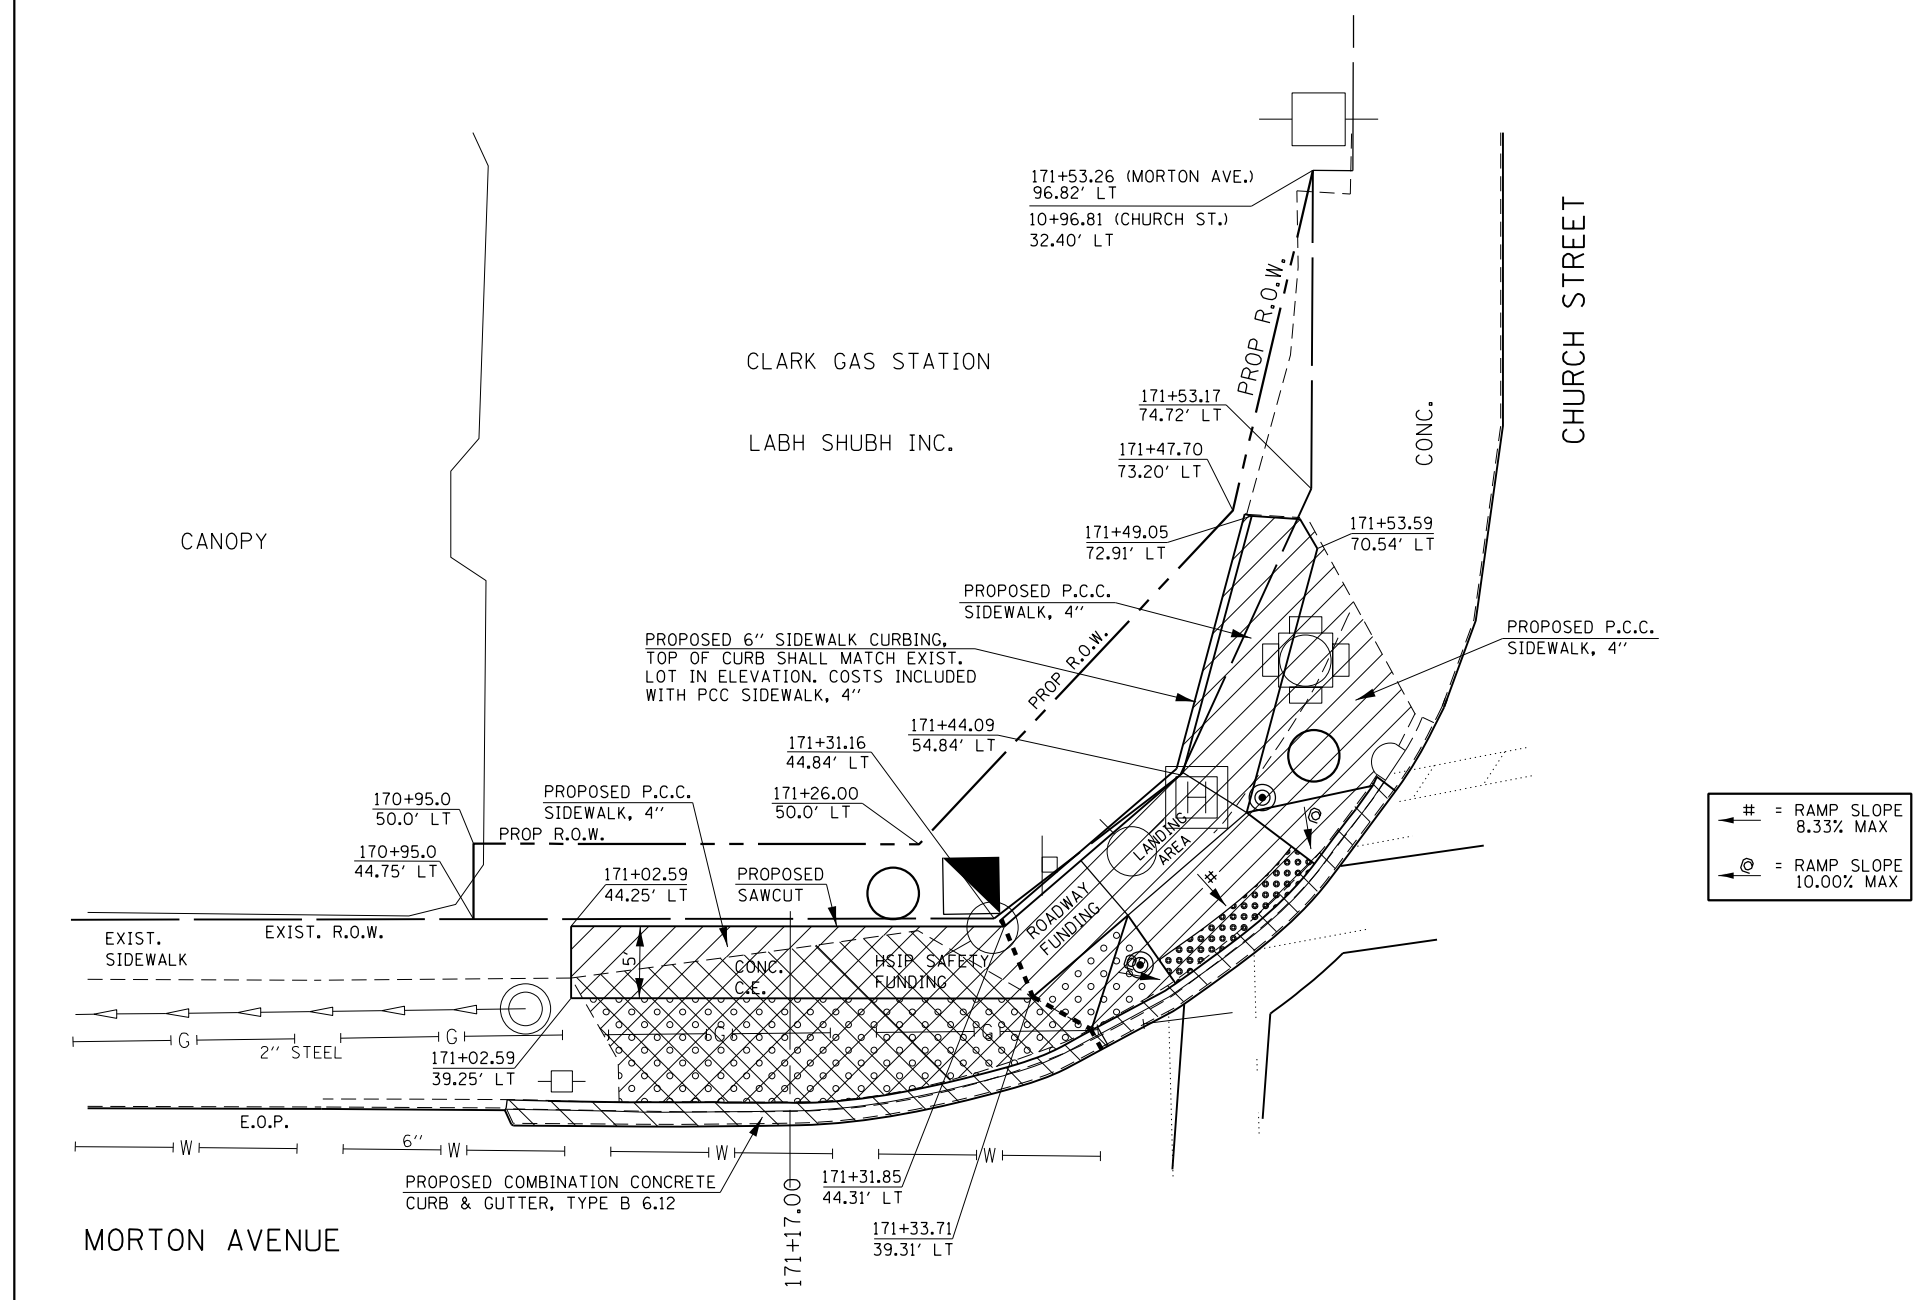 171+53.26 (MORTON AVE.)
96.82' LT
10+96.81 (CHURCH ST.)
32.40' LT
CHURCH STREET
PROP R.O.W.
CLARK GAS STATION
LABH SHUBH INC.
CANOPY
CONC.
171+53.17
74.72' LT
171+47.70
73.20' LT
171+49.05
72.91' LT
171+53.59
70.54' LT
PROPOSED P.C.C.
SIDEWALK, 4''
PROPOSED P.C.C.
SIDEWALK, 4''
PROPOSED 6'' SIDEWALK CURBING,
TOP OF CURB SHALL MATCH EXIST.
LOT IN ELEVATION. COSTS INCLUDED
WITH PCC SIDEWALK, 4''
PROP R.O.W.
171+44.09
54.84' LT
171+31.16
44.84' LT
171+26.00
50.0' LT
PROPOSED P.C.C.
SIDEWALK, 4''
170+95.0
50.0' LT
PROP R.O.W.
170+95.0
44.75' LT
171+02.59
44.25' LT
PROPOSED
SAWCUT
H
LANDING
AREA
@
#
# = RAMP SLOPE
8.33% MAX
@ = RAMP SLOPE
10.00% MAX
ROADWAY
FUNDING
EXIST. R.O.W.
EXIST.
SIDEWALK
5'
CONC.
C.E.
HSIP SAFETY
FUNDING
@
G
G
G
G
2'' STEEL
171+02.59
39.25' LT
E.O.P.
W
6''
W
W
W
PROPOSED COMBINATION CONCRETE
CURB & GUTTER, TYPE B 6.12
171+17.00
171+31.85
44.31' LT
171+33.71
39.31' LT
MORTON AVENUE